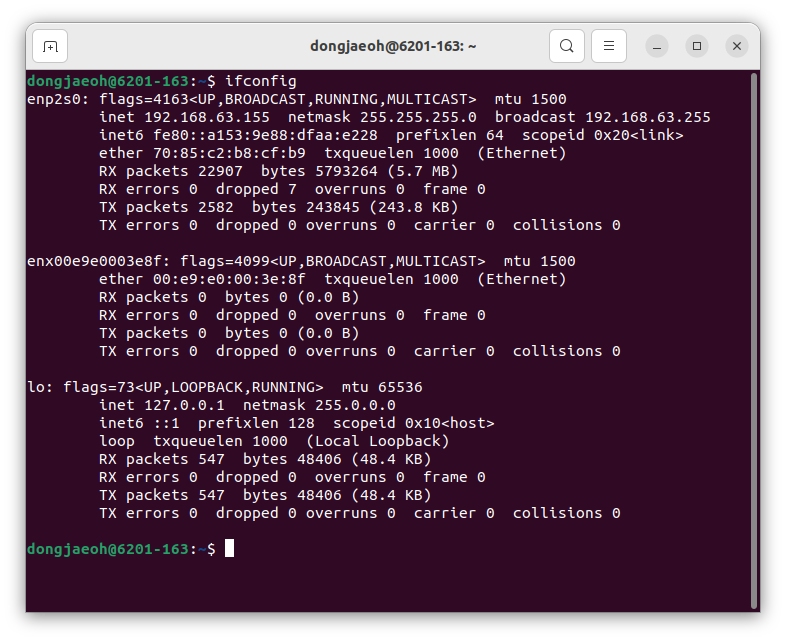 dongjaeoh@6201-163: ~
dongjaeoh@6201-163:~$ ifconfig
enp2s0: flags=4163<UP,BROADCAST,RUNNING,MULTICAST>  mtu 1500
        inet 192.168.63.155  netmask 255.255.255.0  broadcast 192.168.63.255
        inet6 fe80::a153:9e88:dfaa:e228  prefixlen 64  scopeid 0x20<link>
        ether 70:85:c2:b8:cf:b9  txqueuelen 1000  (Ethernet)
        RX packets 22907  bytes 5793264 (5.7 MB)
        RX errors 0  dropped 7  overruns 0  frame 0
        TX packets 2582  bytes 243845 (243.8 KB)
        TX errors 0  dropped 0 overruns 0  carrier 0  collisions 0
enx00e9e0003e8f: flags=4099<UP,BROADCAST,MULTICAST>  mtu 1500
        ether 00:e9:e0:00:3e:8f  txqueuelen 1000  (Ethernet)
        RX packets 0  bytes 0 (0.0 B)
        RX errors 0  dropped 0  overruns 0  frame 0
        TX packets 0  bytes 0 (0.0 B)
        TX errors 0  dropped 0 overruns 0  carrier 0  collisions 0
lo: flags=73<UP,LOOPBACK,RUNNING>  mtu 65536
        inet 127.0.0.1  netmask 255.0.0.0
        inet6 ::1  prefixlen 128  scopeid 0x10<host>
        loop  txqueuelen 1000  (Local Loopback)
        RX packets 547  bytes 48406 (48.4 KB)
        RX errors 0  dropped 0  overruns 0  frame 0
        TX packets 547  bytes 48406 (48.4 KB)
        TX errors 0  dropped 0 overruns 0  carrier 0  collisions 0
dongjaeoh@6201-163:~$